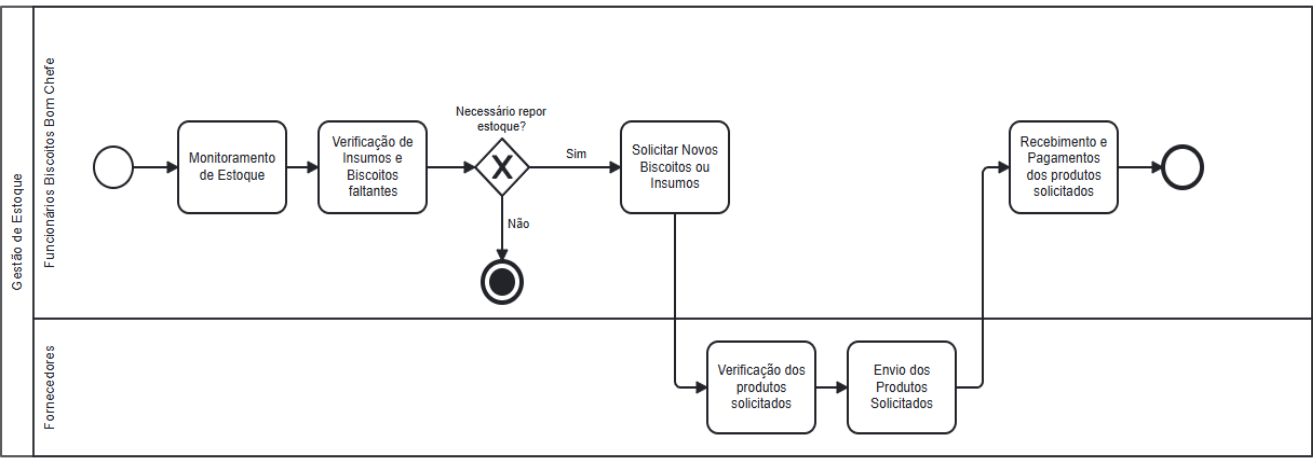 Gestão de Estoque
Funcionários Biscoitos Bom Chefe
Monitoramento
de Estoque
Verificação de
Insumos e
Biscoitos
faltantes
Necessário repor
estoque?
Sim
Não
Solicitar Novos
Biscoitos ou
Insumos
Recebimento e
Pagamentos
dos produtos
solicitados
Fornecedores
Verificação dos
produtos
solicitados
Envio dos
Produtos
Solicitados